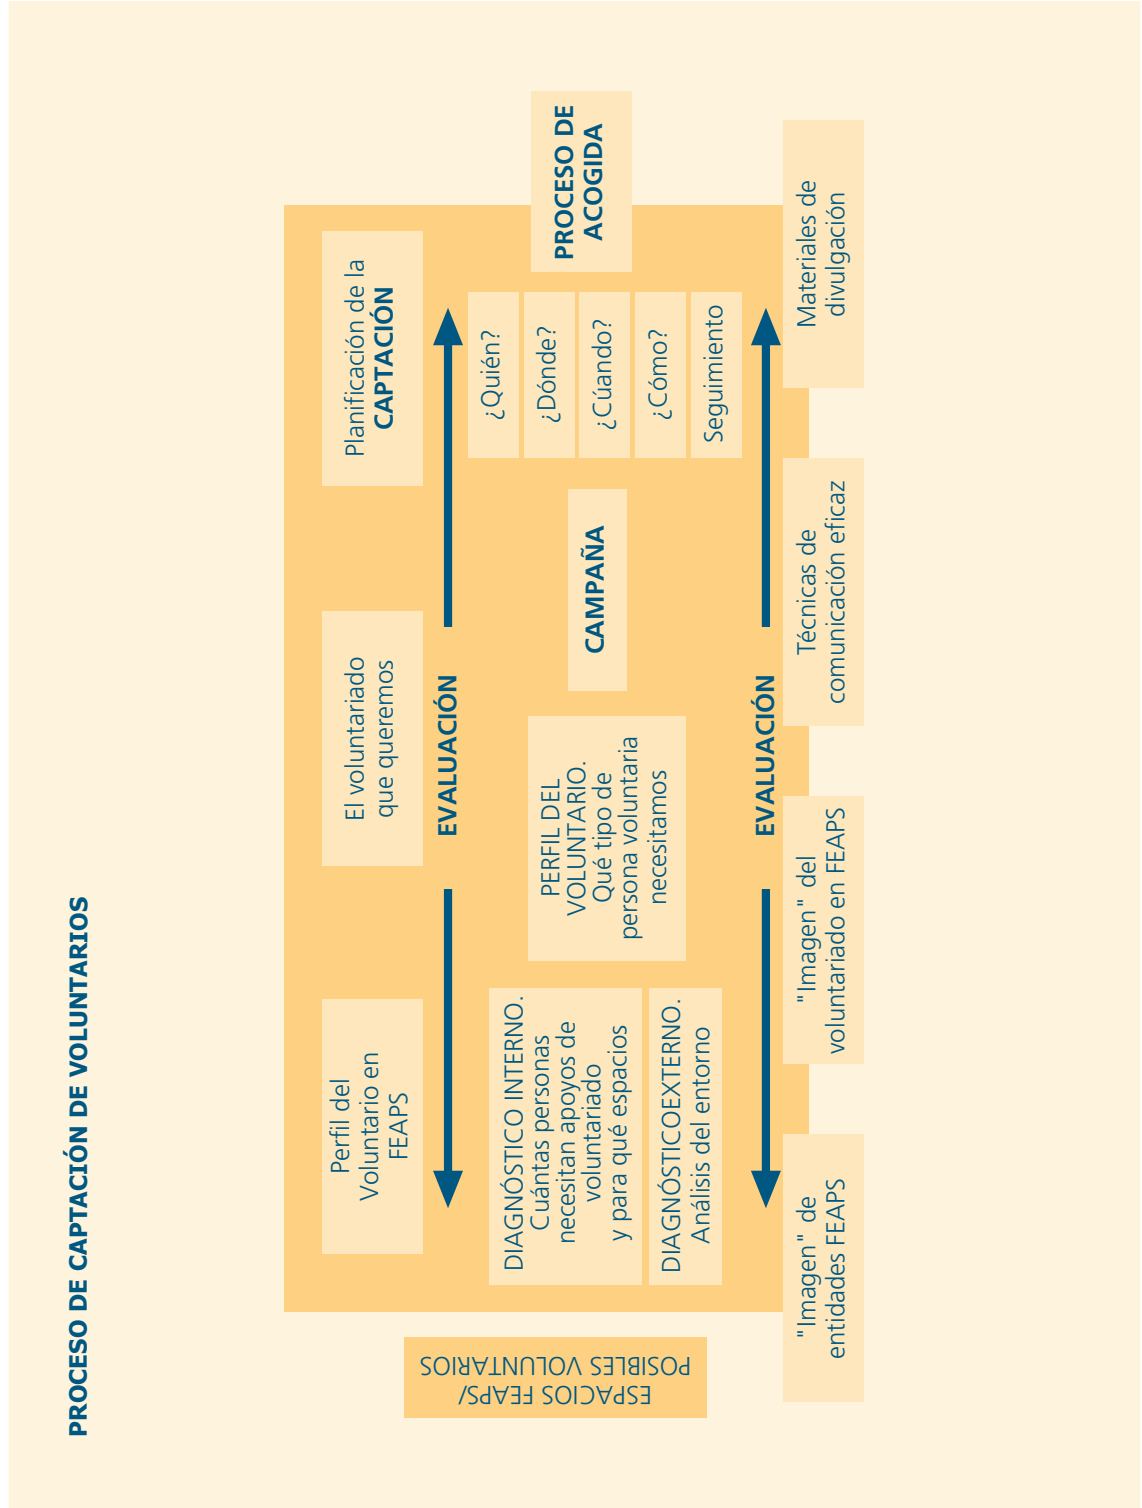 PROCESO DE CAPTACIÓN DE VOLUNTARIOS
ESPACIOS FEAPS/
POSIBLES VOLUNTARIOS
Perfil del
Voluntario en
FEAPS
El voluntariado
que queremos
Planificación de la
CAPTACIÓN
EVALUACIÓN
DIAGNÓSTICO INTERNO.
Cuántas personas
necesitan apoyos de
voluntariado
y para qué espacios
DIAGNÓSTICOEXTERNO.
Análisis del entorno
PERFIL DEL
VOLUNTARIO.
Qué tipo de
persona voluntaria
necesitamos
CAMPAÑA
¿Quién?
¿Dónde?
¿Cúando?
¿Cómo?
Seguimiento
PROCESO DE
ACOGIDA
EVALUACIÓN
"Imagen" de
entidades FEAPS
"Imagen" del
voluntariado en FEAPS
Técnicas de
comunicación eficaz
Materiales de
divulgación